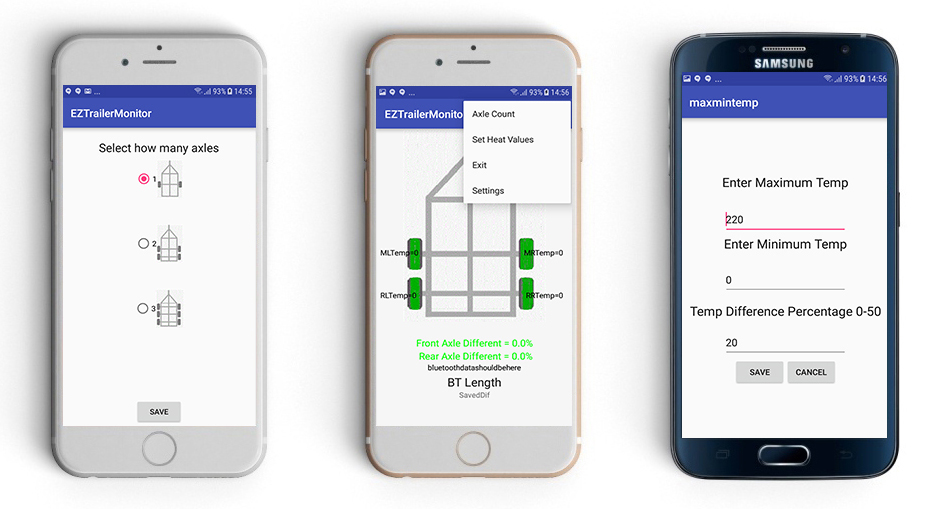 ... 93% 14:55
EZTrailerMonitor
Select how many axles
1
2
3
SAVE
... 93% 14:56
EZTrailerMonito
Axle Count
Set Heat Values
Exit
Settings
MLTemp=0
MRTemp=0
RLTemp=0
RRTemp=0
Front Axle Different = 0.0%
Rear Axle Different = 0.0%
bluetoothdatashouldbehere
BT Length
SavedDif
SAMSUNG
... 93% 14:56
maxmintemp
Enter Maximum Temp
220
Enter Minimum Temp
0
Temp Difference Percentage 0-50
20
SAVE CANCEL